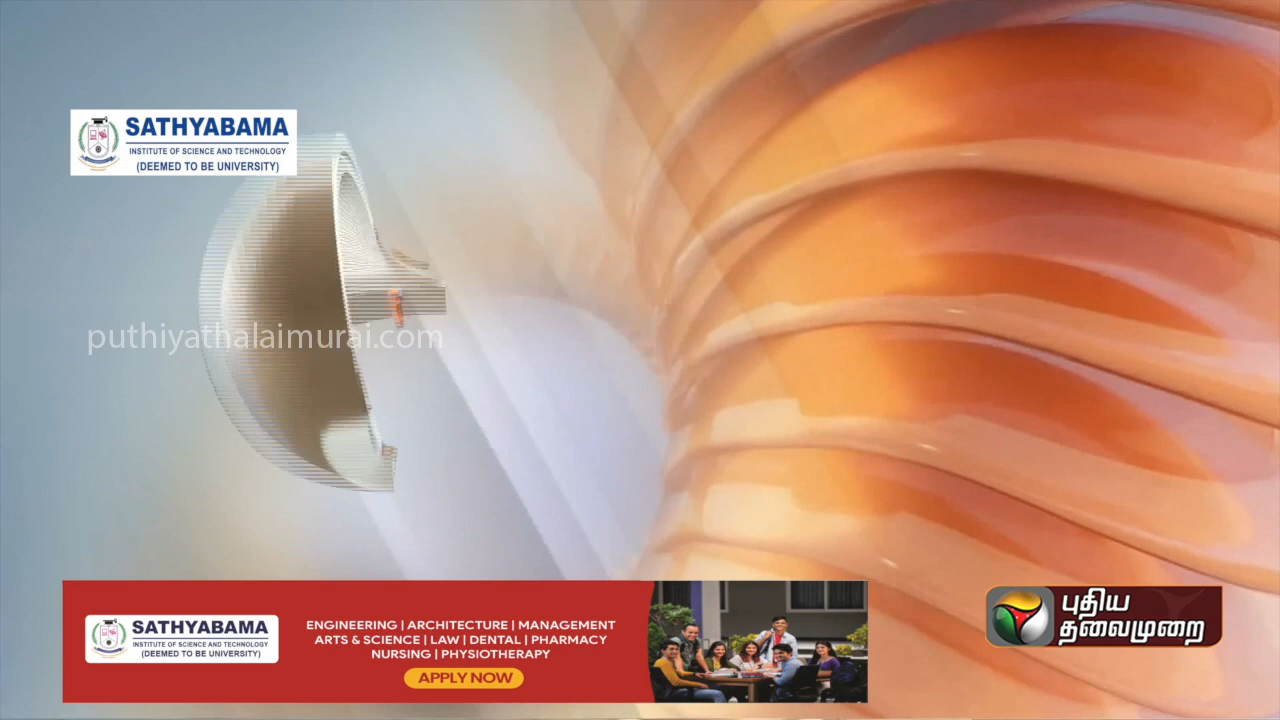 SATHYABAMA
INSTITUTE OF SCIENCE AND TECHNOLOGY
(DEEMED TO BE UNIVERSITY)
puthiyathalaimurai.com
SATHYABAMA
INSTITUTE OF SCIENCE AND TECHNOLOGY
(DEEMED TO BE UNIVERSITY)
ENGINEERING | ARCHITECTURE | MANAGEMENT
ARTS & SCIENCE | LAW | DENTAL | PHARMACY
NURSING | PHYSIOTHERAPY
APPLY NOW
புதிய
தலைமுறை